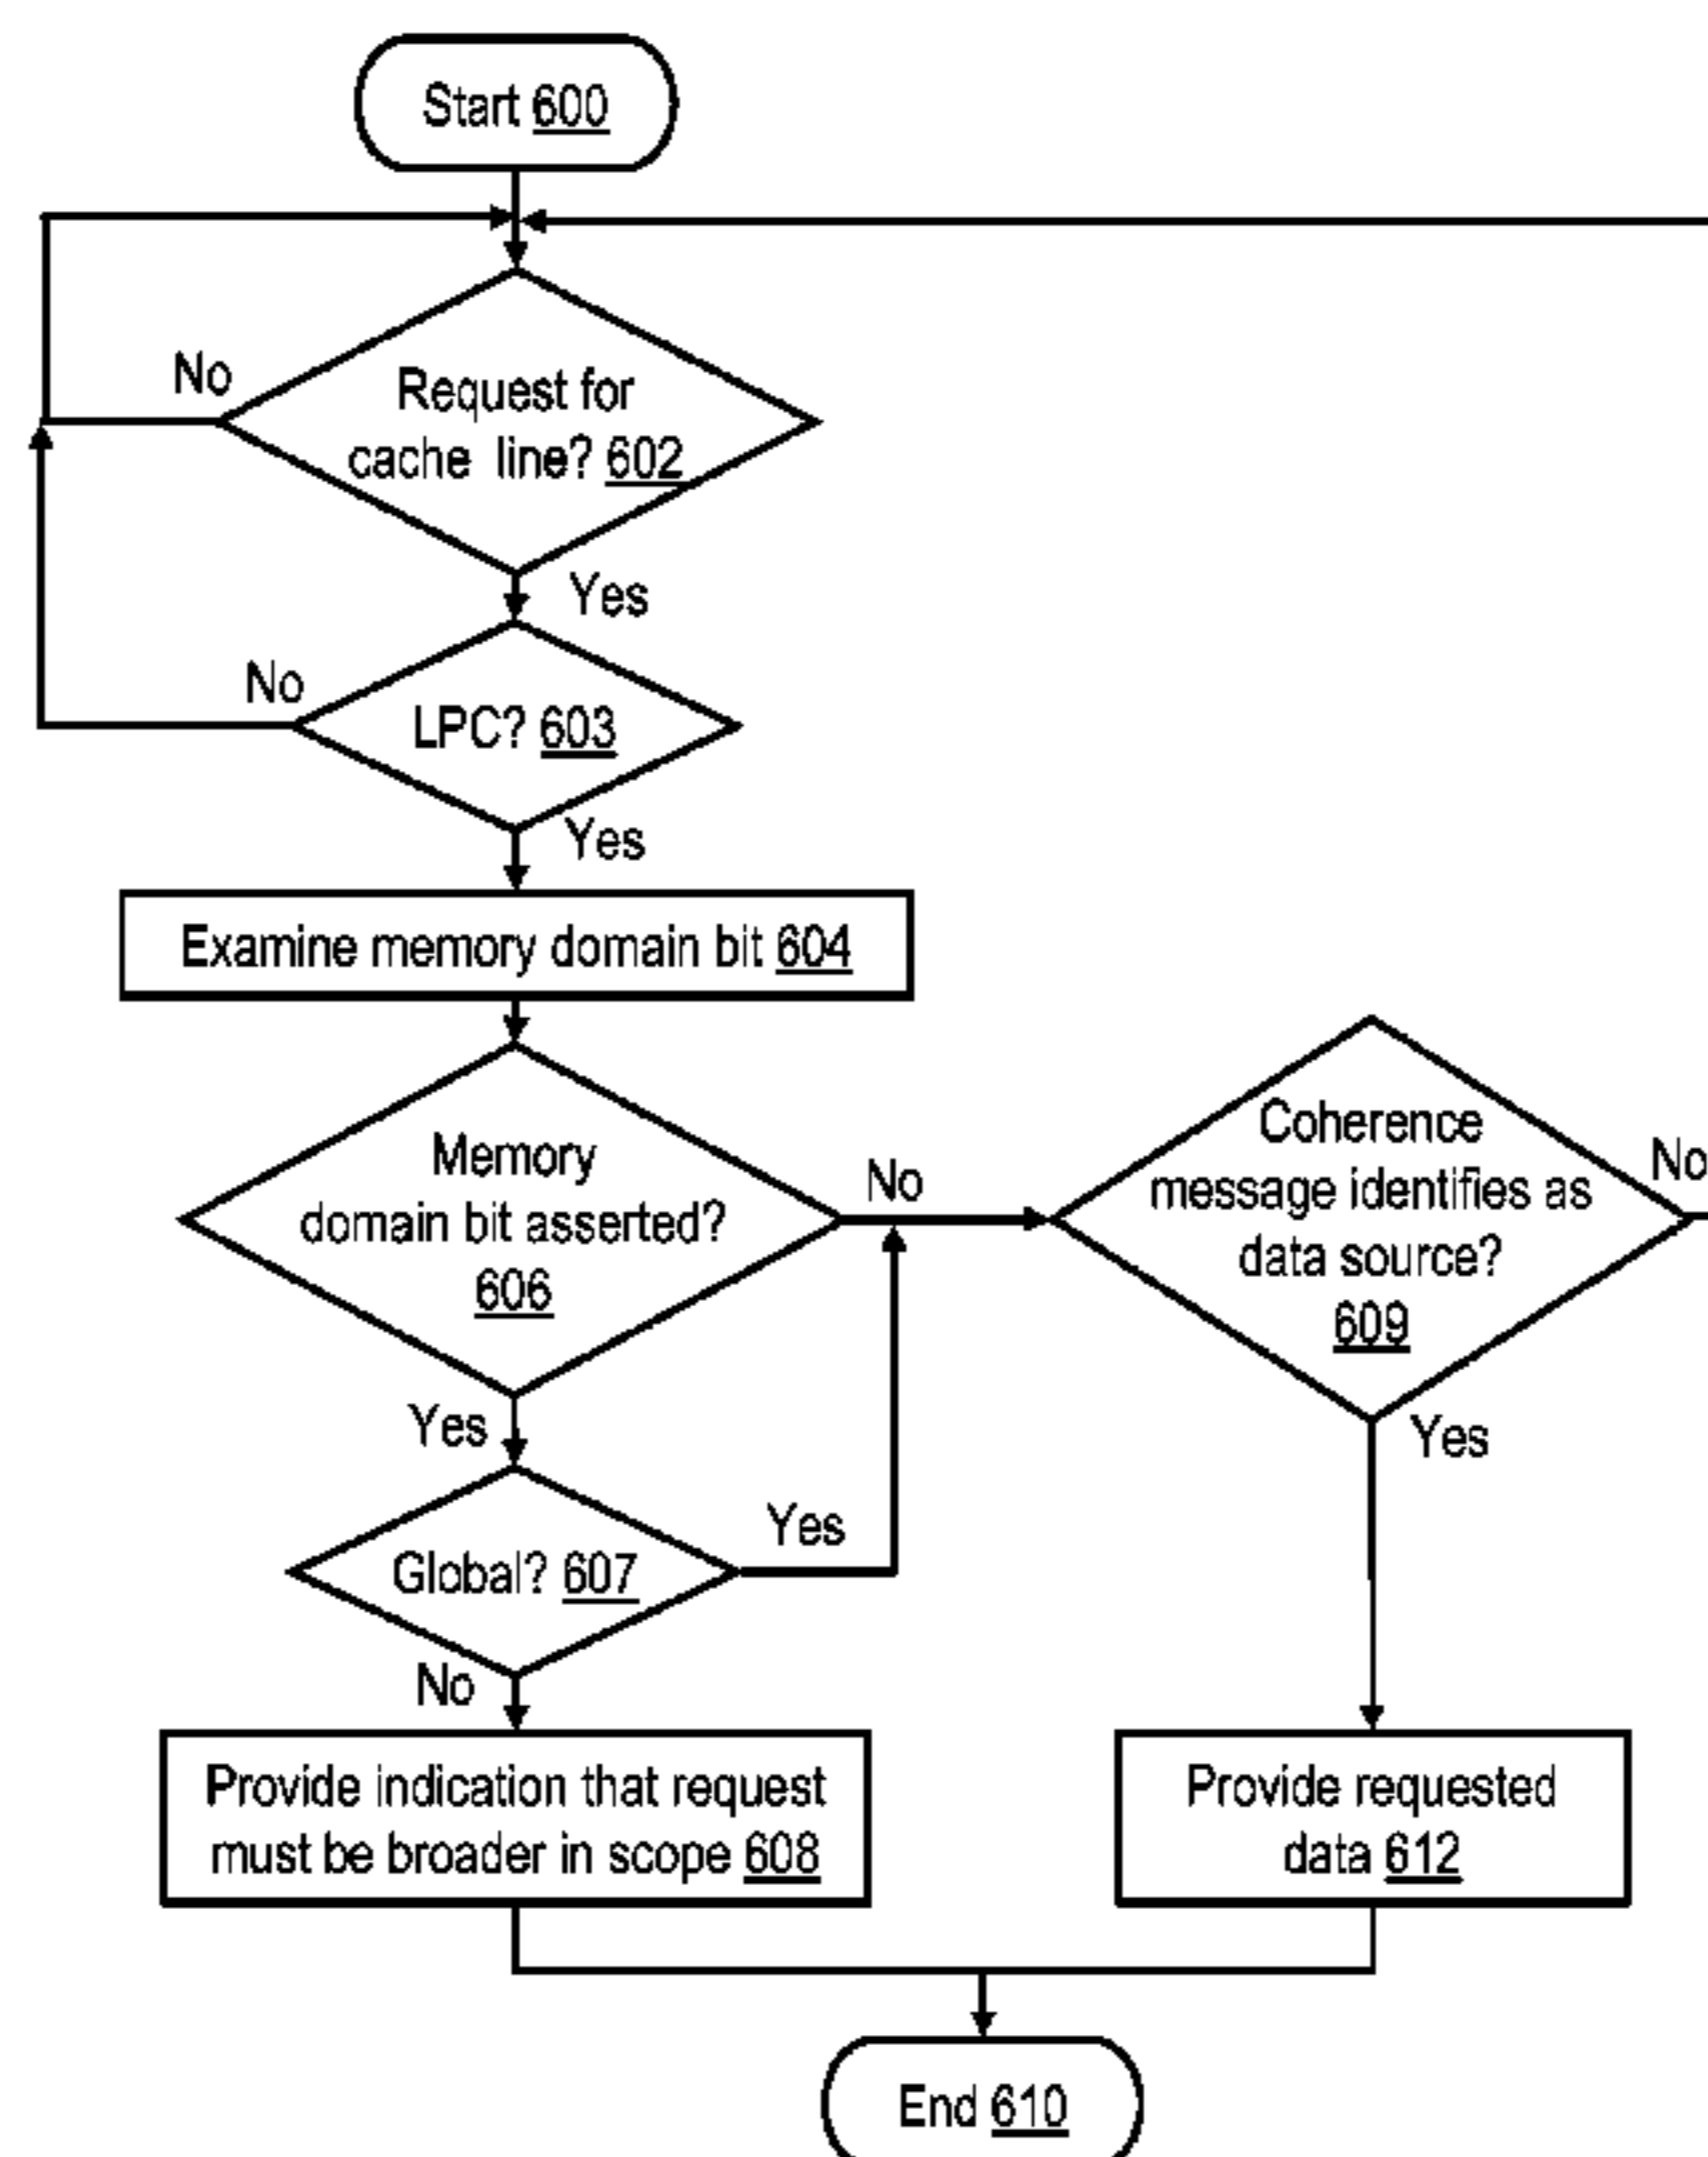 Start 600
No
Request for
cache line? 602
Yes
No
LPC? 603
Yes
Examine memory domain bit 604
Memory
domain bit asserted?
606
No
Coherence
message identifies as
data source?
609
No
Yes
Yes
Global? 607
Yes
No
Provide indication that request
must be broader in scope 608
Provide requested
data 612
End 610